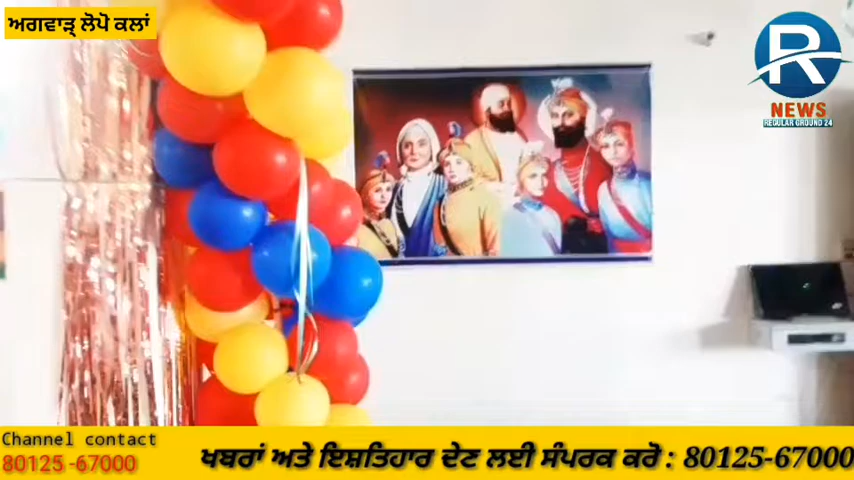 ਅਗਵਾੜ੍ ਲੋਪੋ ਕਲਾਂ
R
NEWS
REGULAR GROUND 24
Channel contact
80125-67000
ਖਬਰਾਂ ਅਤੇ ਇਸ਼ਤਿਹਾਰ ਦੇਣ ਲਈ ਸੰਪਰਕ ਕਰੋ : 80125-67000